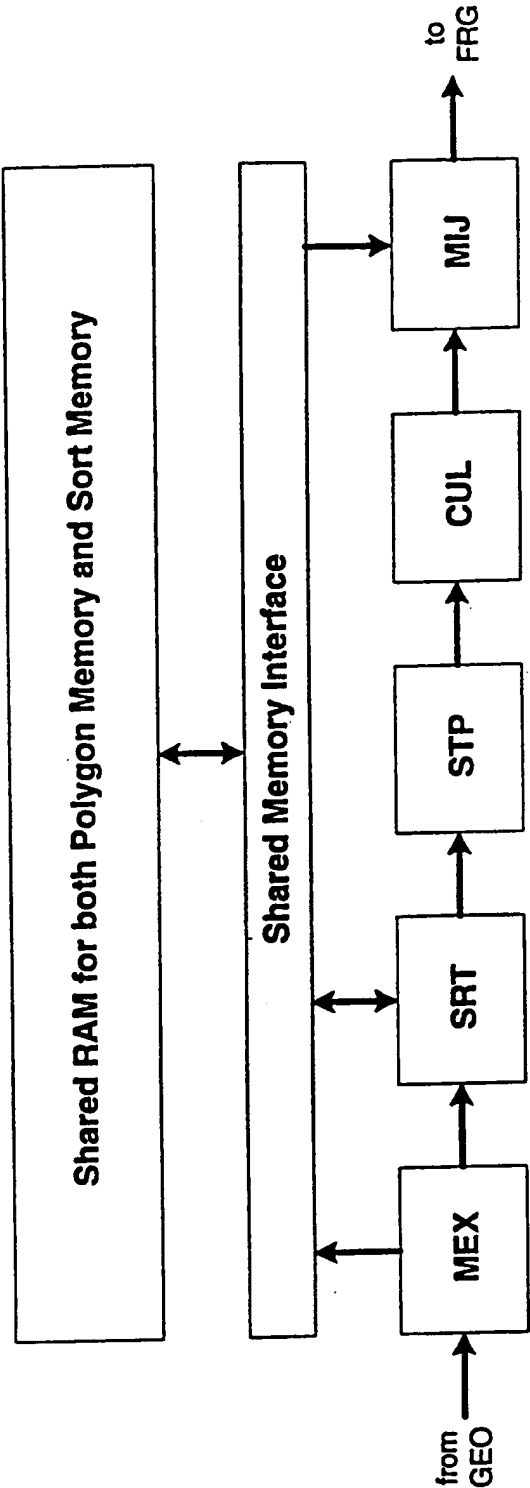 Shared RAM for both Polygon Memory and Sort Memory
Shared Memory Interface
from
GEO
MEX
SRT
STP
CUL
MIJ
to
FRG